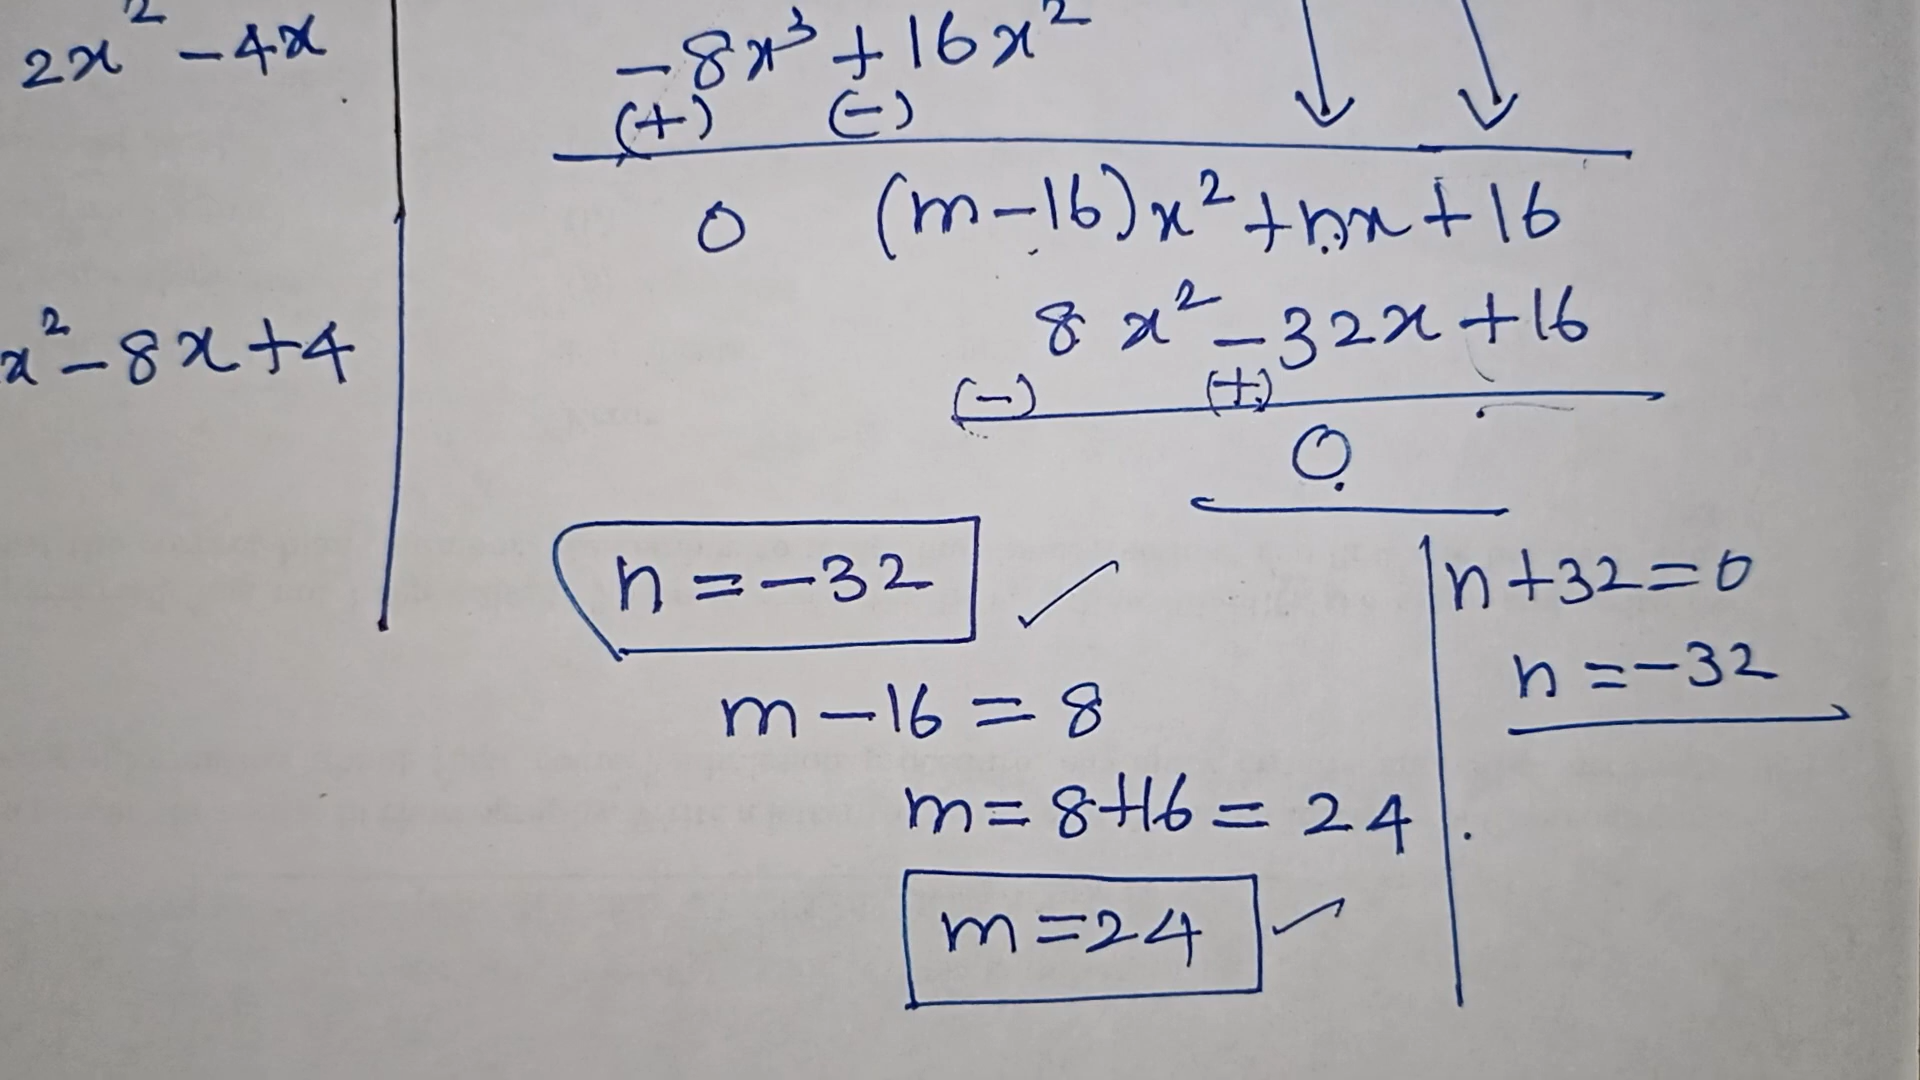 2x² - 4x
-8x³ + 16x²
(+) (-)
0 (m-16)x² + nx + 16
x² - 8x + 4
8x² - 32x + 16
(-) (+)
0
n = -32
n + 32 = 0
n = -32
m - 16 = 8
m = 8 + 16 = 24
m = 24